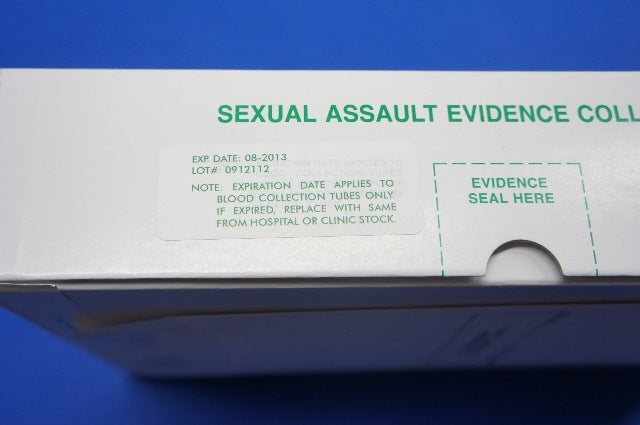 SEXUAL ASSAULT EVIDENCE COLL
EXP. DATE: 08-2013
LOT#: 0912112
NOTE: EXPIRATION DATE APPLIES TO
BLOOD COLLECTION TUBES ONLY.
IF EXPIRED, REPLACE WITH SAME
FROM HOSPITAL OR CLINIC STOCK.
EVIDENCE
SEAL HERE